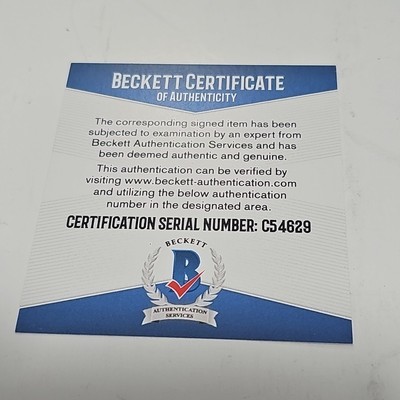 BECKETT CERTIFICATE
OF AUTHENTICITY
The corresponding signed item has been
subjected to examination by an expert from
Beckett Authentication Services and has
been deemed authentic and genuine.
This authentication can be verified by
visiting www.beckett-authentication.com
and utilizing the below authentication
number in the designated area.
CERTIFICATION SERIAL NUMBER: C54629
BECKETT
B
AUTHENTICATION
SERVICES